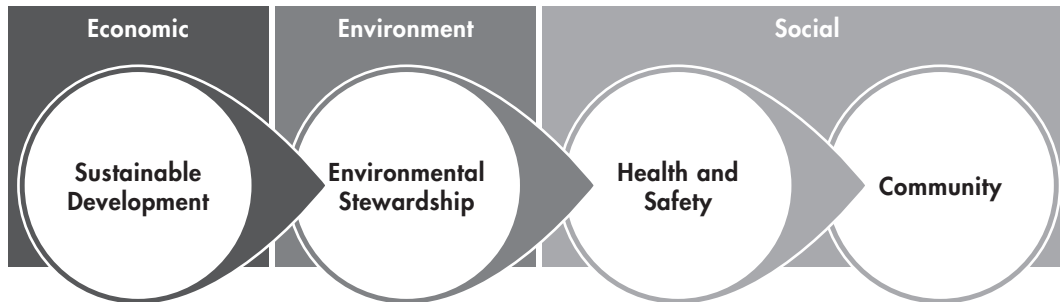 Economic
Environment
Social
Sustainable
Development
Environmental
Stewardship
Health and
Safety
Community